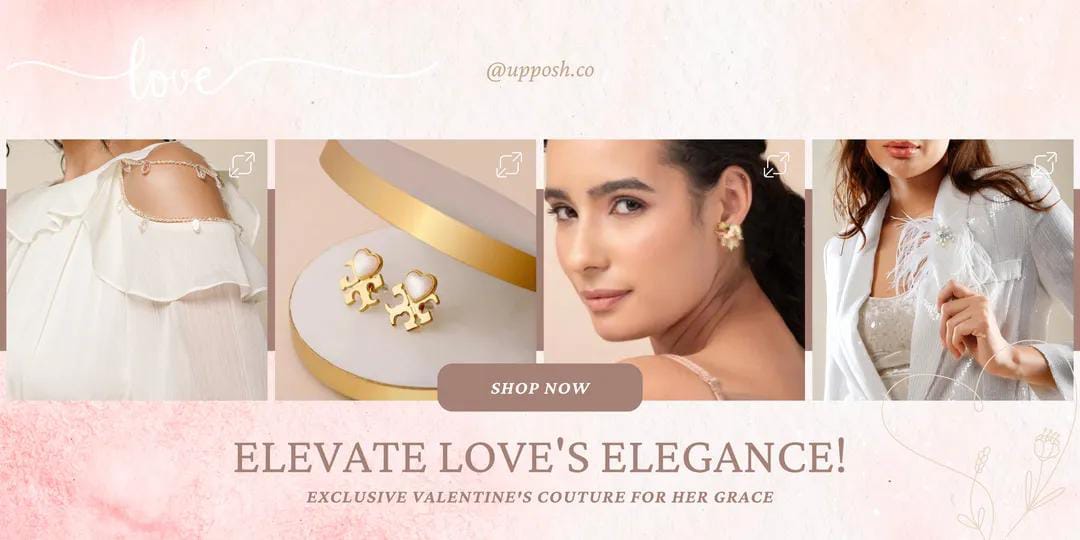 love
@upposh.co
SHOP NOW
ELEVATE LOVE'S ELEGANCE!
EXCLUSIVE VALENTINE'S COUTURE FOR HER GRACE